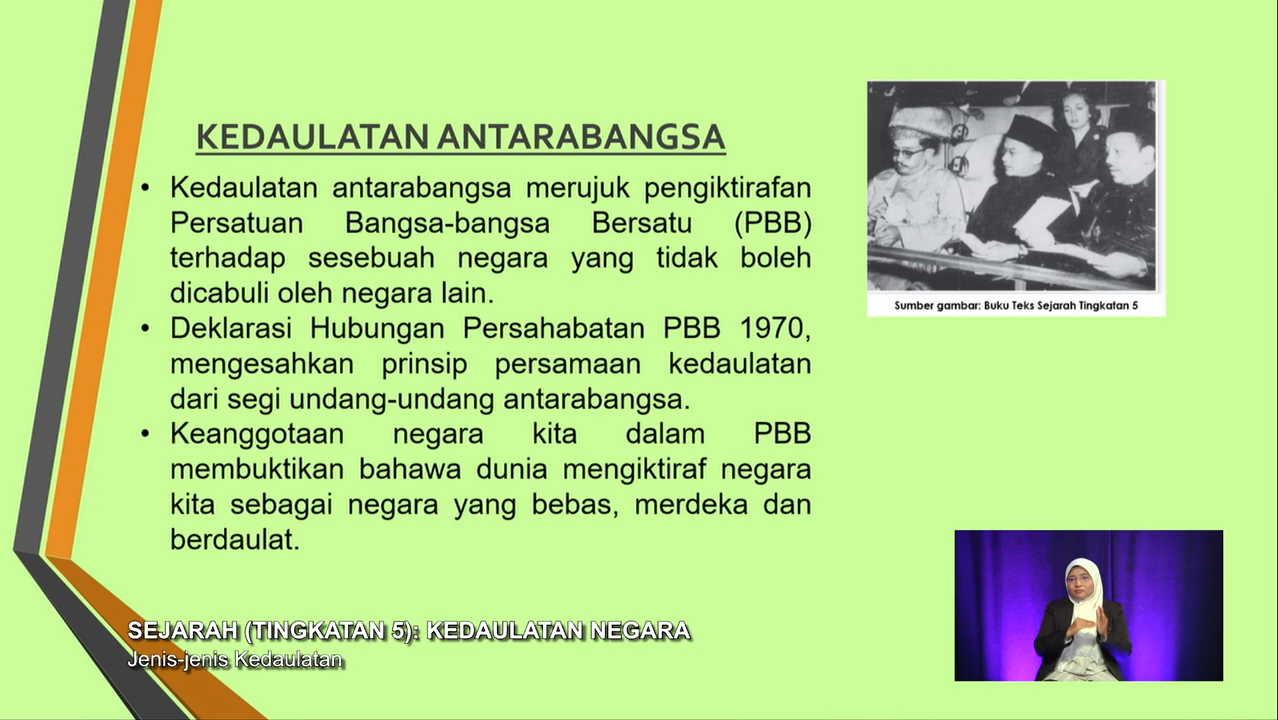 KEDAULATAN ANTARABANGSA
• Kedaulatan antarabangsa merujuk pengiktirafan
Persatuan Bangsa-bangsa Bersatu (PBB)
terhadap sesebuah negara yang tidak boleh
dicabuli oleh negara lain.
• Deklarasi Hubungan Persahabatan PBB 1970,
mengesahkan prinsip persamaan kedaulatan
dari segi undang-undang antarabangsa.
• Keanggotaan negara kita dalam PBB
membuktikan bahawa dunia mengiktiraf negara
kita sebagai negara yang bebas, merdeka dan
berdaulat.
Sumber gambar: Buku Teks Sejarah Tingkatan 5
SEJARAH (TINGKATAN 5): KEDAULATAN NEGARA
Jenis-jenis Kedaulatan